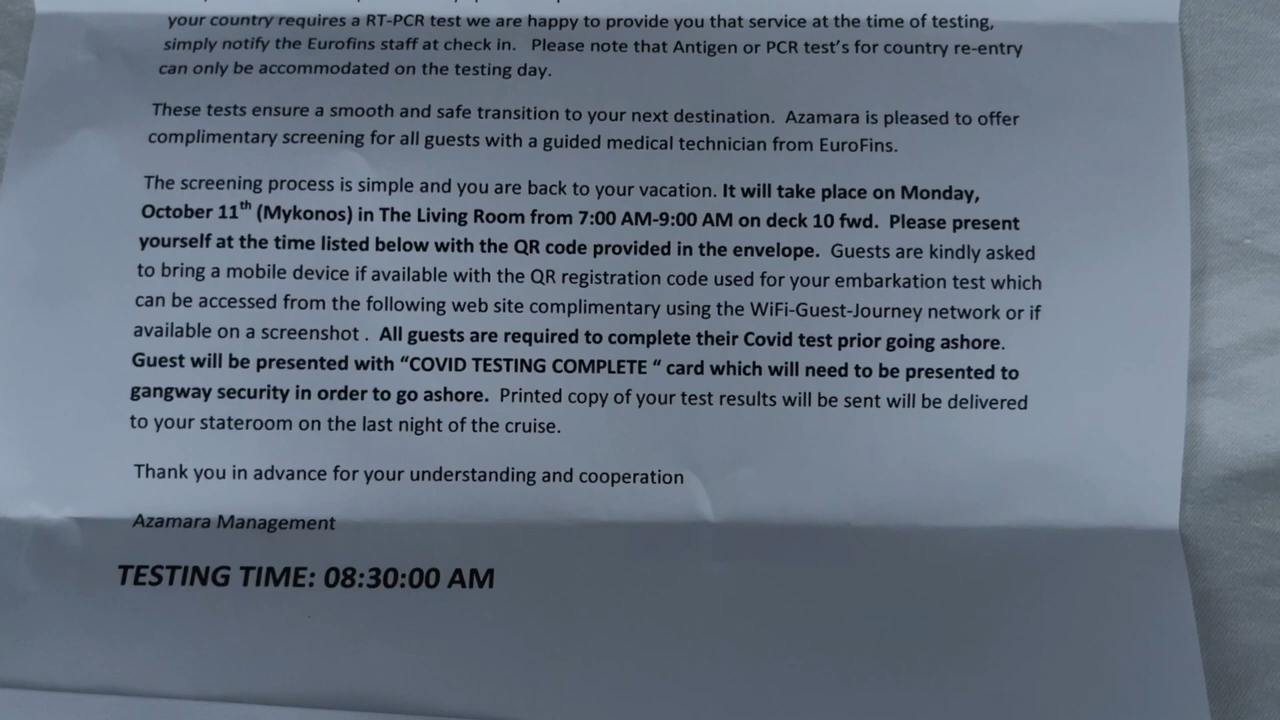 your country requires a RT-PCR test we are happy to provide you that service at the time of testing,
simply notify the Eurofins staff at check in. Please note that Antigen or PCR test's for country re-entry
can only be accommodated on the testing day.
These tests ensure a smooth and safe transition to your next destination. Azamara is pleased to offer
complimentary screening for all guests with a guided medical technician from EuroFins.
The screening process is simple and you are back to your vacation. It will take place on Monday,
October 11th (Mykonos) in The Living Room from 7:00 AM-9:00 AM on deck 10 fwd. Please present
yourself at the time listed below with the QR code provided in the envelope. Guests are kindly asked
to bring a mobile device if available with the QR registration code used for your embarkation test which
can be accessed from the following web site complimentary using the WiFi-Guest-Journey network or if
available on a screenshot . All guests are required to complete their Covid test prior going ashore.
Guest will be presented with "COVID TESTING COMPLETE " card which will need to be presented to
gangway security in order to go ashore. Printed copy of your test results will be sent will be delivered
to your stateroom on the last night of the cruise.
Thank you in advance for your understanding and cooperation
Azamara Management
TESTING TIME: 08:30:00 AM